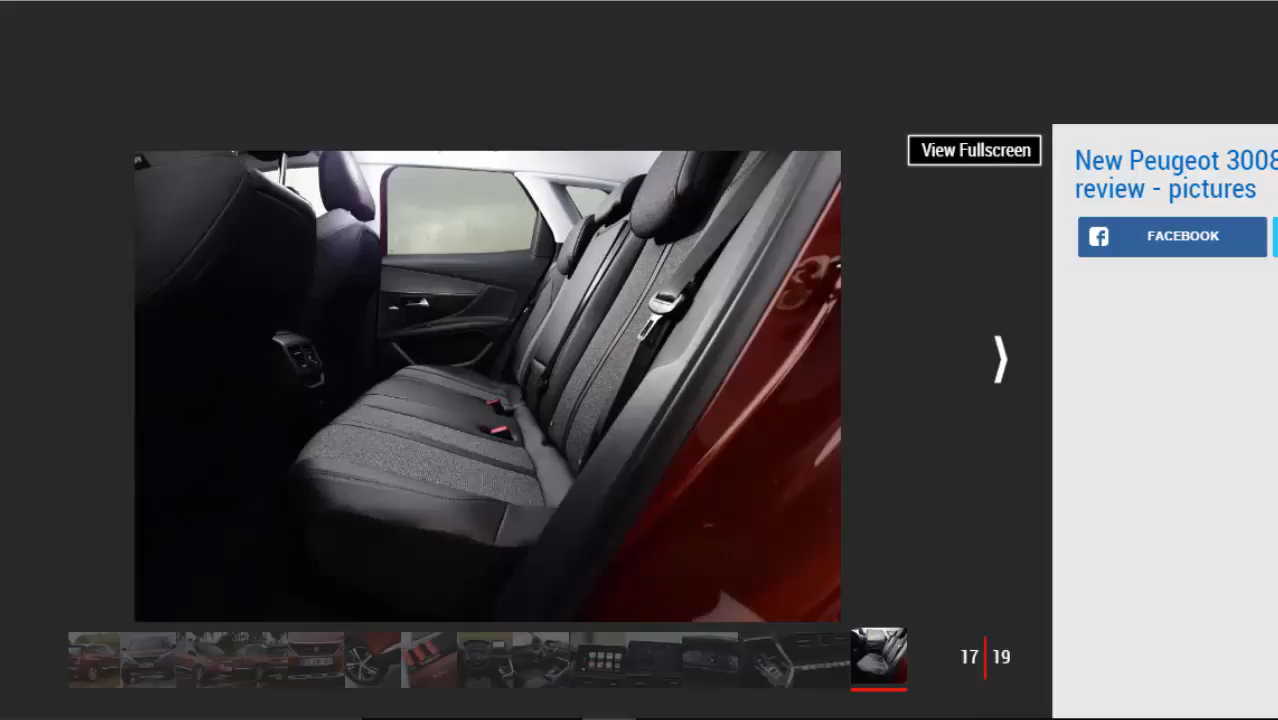 View Fullscreen
New Peugeot 3008
review - pictures
FACEBOOK
17 19